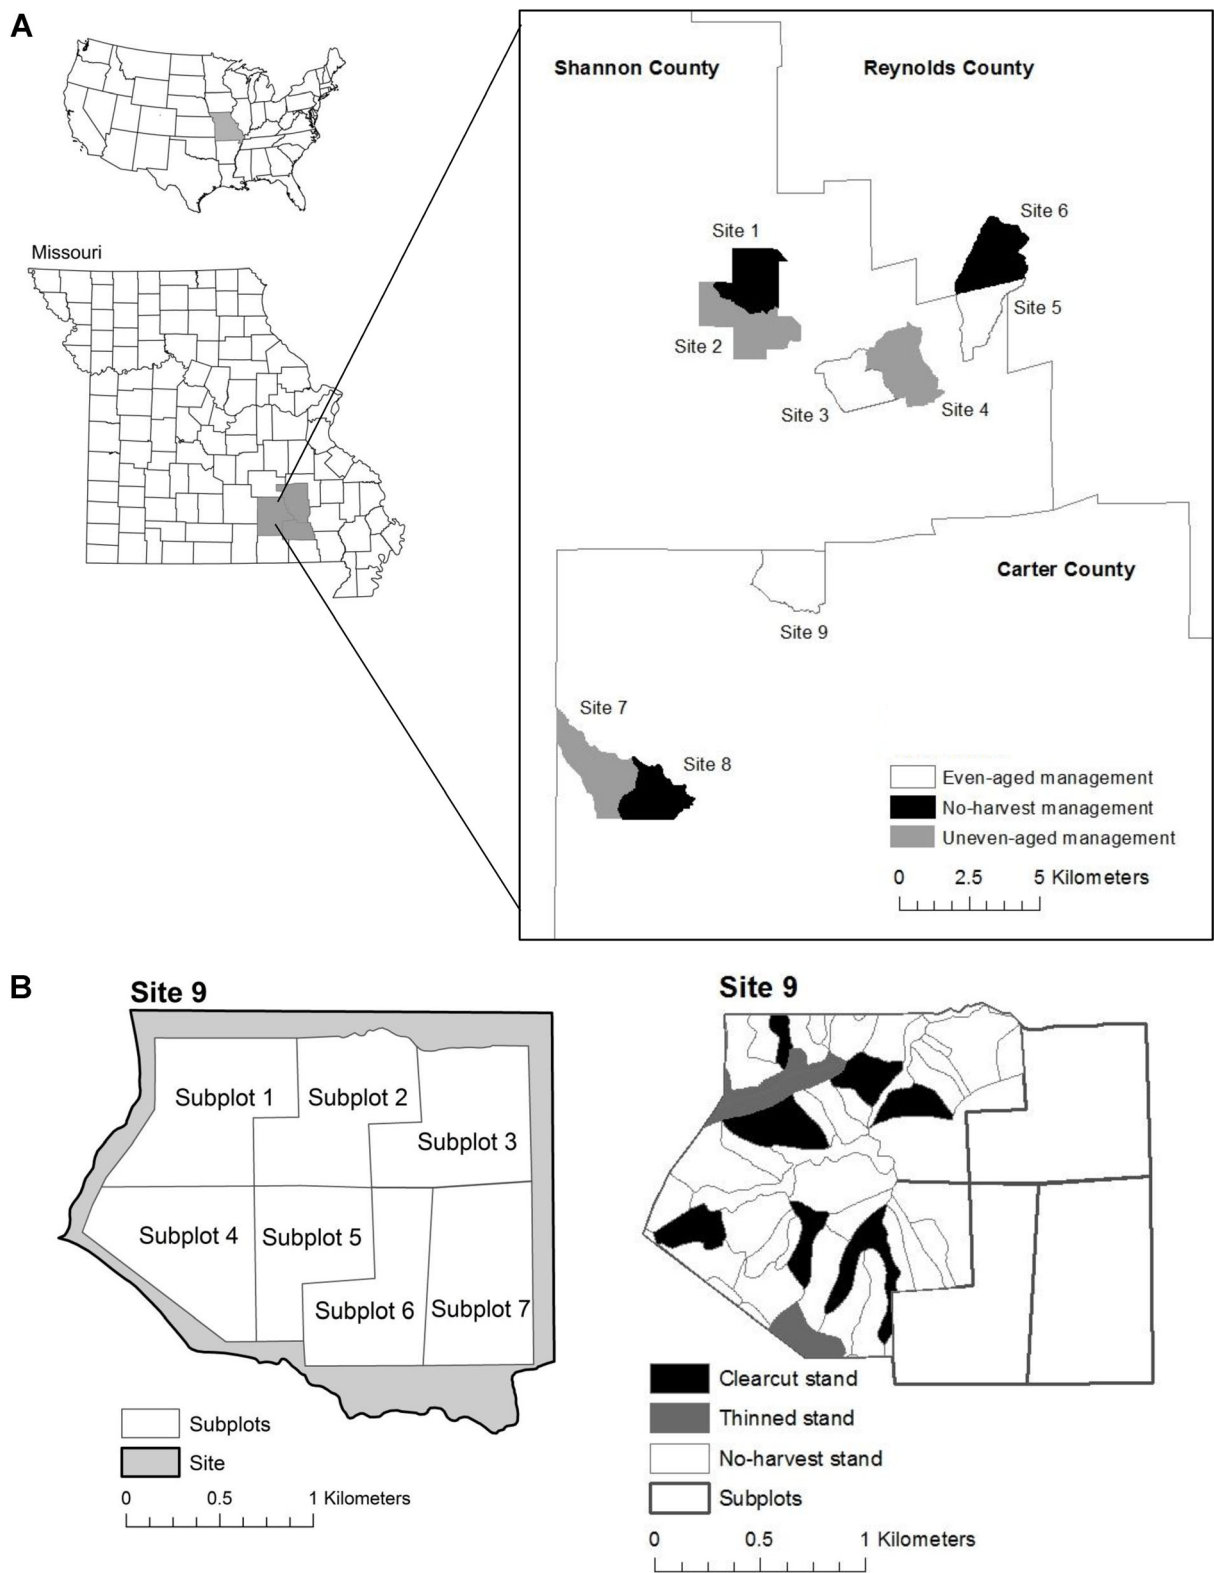 A
Shannon County
Reynolds County
Site 6
Site 1
Missouri
Site 5
Site 2
Site 3
Site 4
Carter County
Site 9
Site 7
Site 8
Even-aged management
No-harvest management
Uneven-aged management
0 2.5 5 Kilometers
B
Site 9
Subplot 1
Subplot 2
Subplot 3
Subplot 4
Subplot 5
Subplot 6
Subplot 7
Subplots
Site
0 0.5 1 Kilometers
Site 9
Clearcut stand
Thinned stand
No-harvest stand
Subplots
0 0.5 1 Kilometers